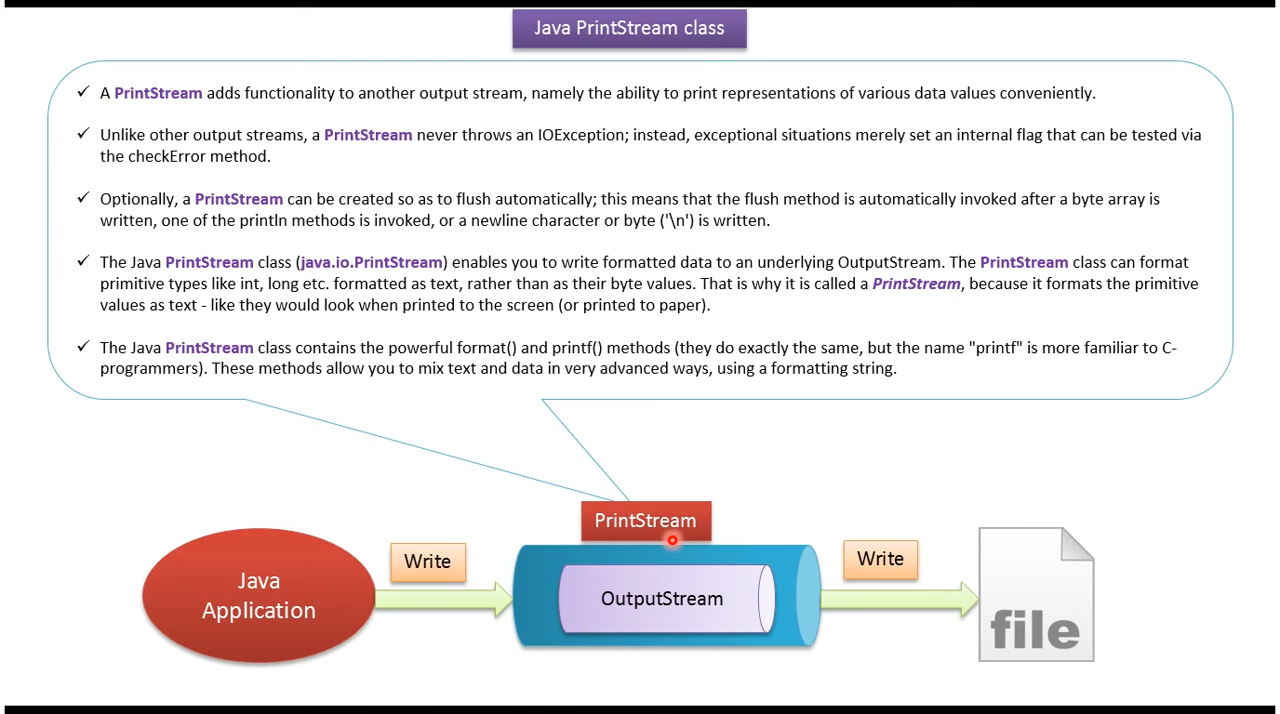 Java PrintStream class
A PrintStream adds functionality to another output stream, namely the ability to print representations of various data values conveniently.
Unlike other output streams, a PrintStream never throws an IOException; instead, exceptional situations merely set an internal flag that can be tested via
the checkError method.
Optionally, a PrintStream can be created so as to flush automatically; this means that the flush method is automatically invoked after a byte array is
written, one of the println methods is invoked, or a newline character or byte ('\n') is written.
The Java PrintStream class (java.io.PrintStream) enables you to write formatted data to an underlying OutputStream. The PrintStream class can format
primitive types like int, long etc. formatted as text, rather than as their byte values. That is why it is called a PrintStream, because it formats the primitive
values as text - like they would look when printed to the screen (or printed to paper).
The Java PrintStream class contains the powerful format() and printf() methods (they do exactly the same, but the name "printf" is more familiar to C-
programmers). These methods allow you to mix text and data in very advanced ways, using a formatting string.
PrintStream
Java
Application
Write
OutputStream
Write
file